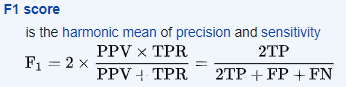 F1 score
is the harmonic mean of precision and sensitivity
F₁ = 2 × (PPV × TPR) / (PPV + TPR) = 2TP / (2TP + FP + FN)